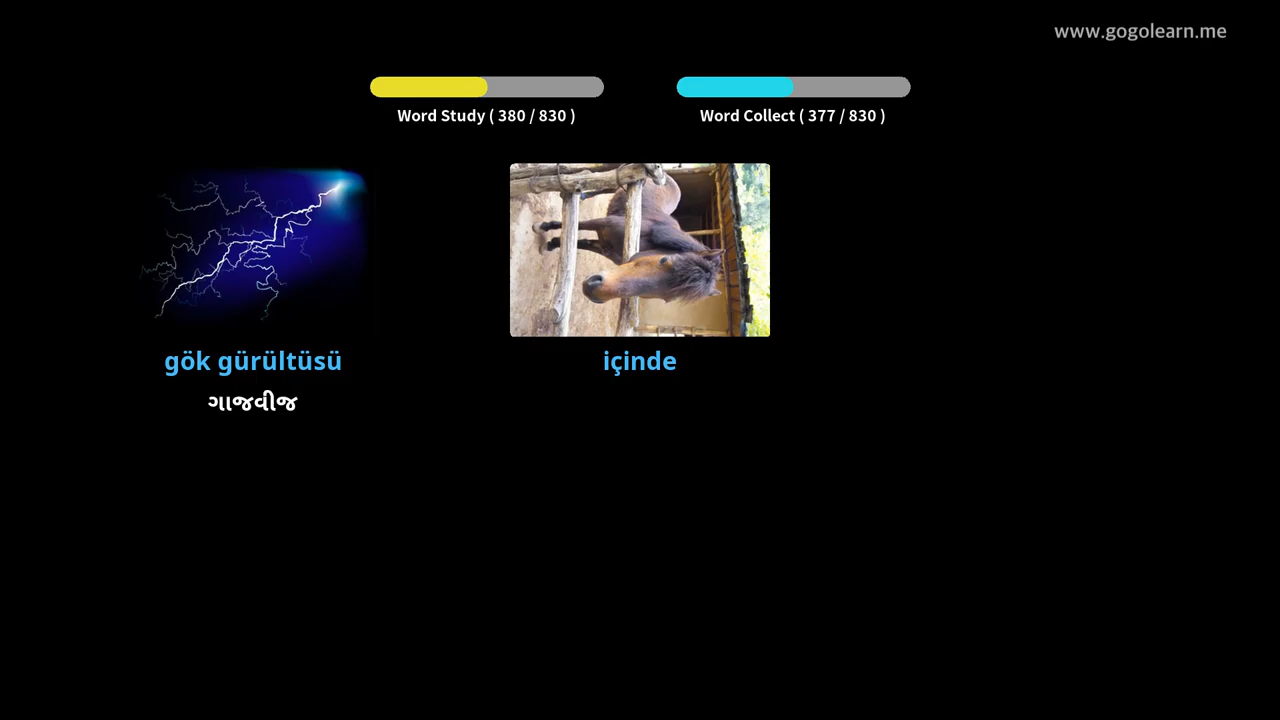 www.gogolearn.me
Word Study ( 380 / 830 )
Word Collect ( 377 / 830 )
gök gürültüsü
ગાજવીજ
içinde